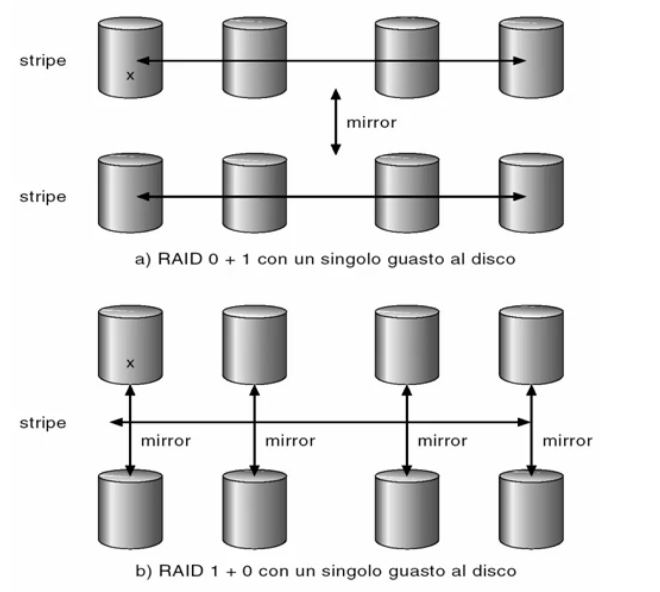 stripe
x
mirror
stripe
a) RAID 0 + 1 con un singolo guasto al disco
x
stripe
mirror mirror mirror mirror
b) RAID 1 + 0 con un singolo guasto al disco